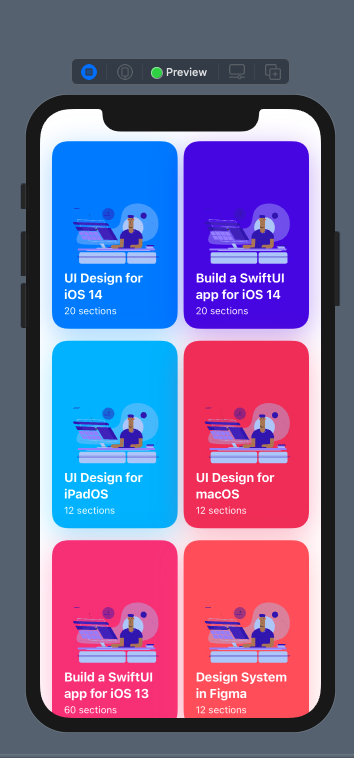 Preview
UI Design for
iOS 14
20 sections
Build a SwiftUI
app for iOS 14
20 sections
UI Design for
iPadOS
12 sections
UI Design for
macOS
12 sections
Build a SwiftUI
app for iOS 13
60 sections
Design System
in Figma
12 sections